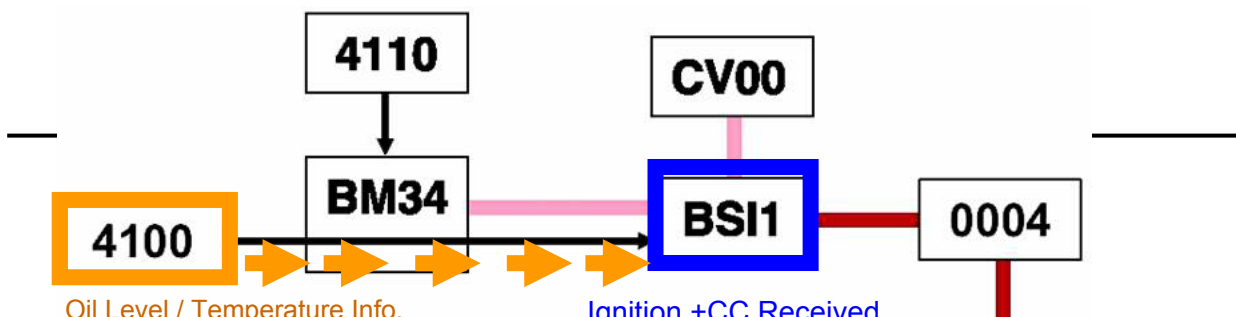 4110
CV00
BM34
BSI1
0004
4100
Oil Level / Temperature Info.
Ignition +CC Received